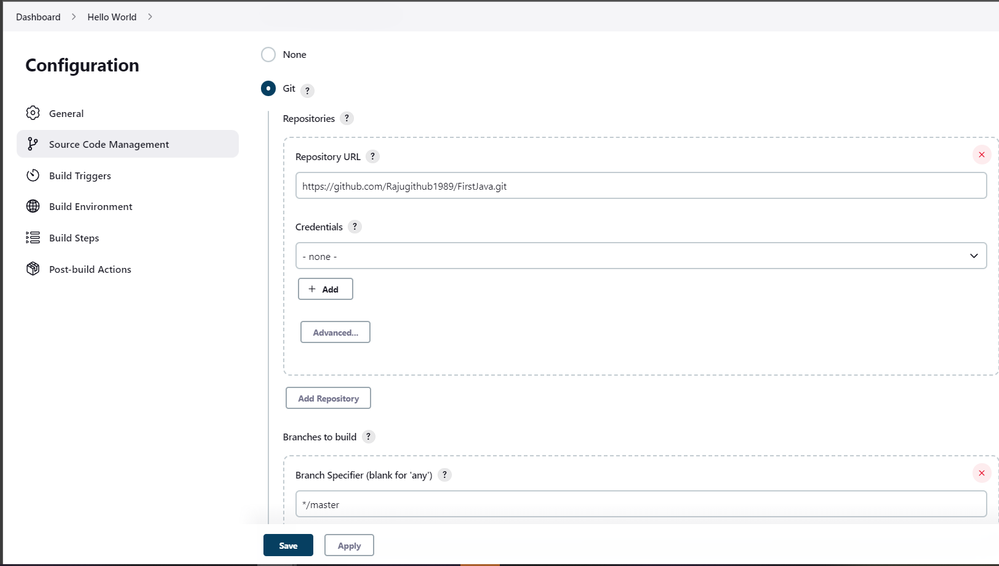 Dashboard > Hello World >
Configuration
General
Source Code Management
Build Triggers
Build Environment
Build Steps
Post-build Actions
None
Git ?
Repositories ?
Repository URL ?
https://github.com/Rajugithub1989/FirstJava.git
Credentials ?
- none -
+ Add
Advanced...
Add Repository
Branches to build ?
Branch Specifier (blank for 'any') ?
*/master
Save Apply